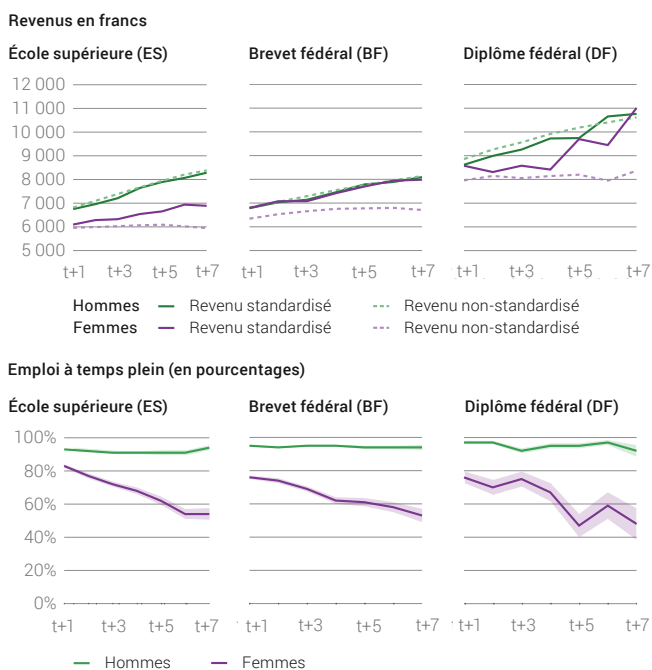 Revenus en francs
École supérieure (ES) Brevet fédéral (BF) Diplôme fédéral (DF)
12 000
11 000
10 000
9 000
8 000
7 000
6 000
5 000
t+1 t+3 t+5 t+7 t+1 t+3 t+5 t+7 t+1 t+3 t+5 t+7
Hommes Revenu standardisé Revenu non-standardisé
Femmes Revenu standardisé Revenu non-standardisé
Emploi à temps plein (en pourcentages)
École supérieure (ES) Brevet fédéral (BF) Diplôme fédéral (DF)
100%
80%
60%
40%
20%
0%
t+1 t+3 t+5 t+7 t+1 t+3 t+5 t+7 t+1 t+3 t+5 t+7
Hommes Femmes